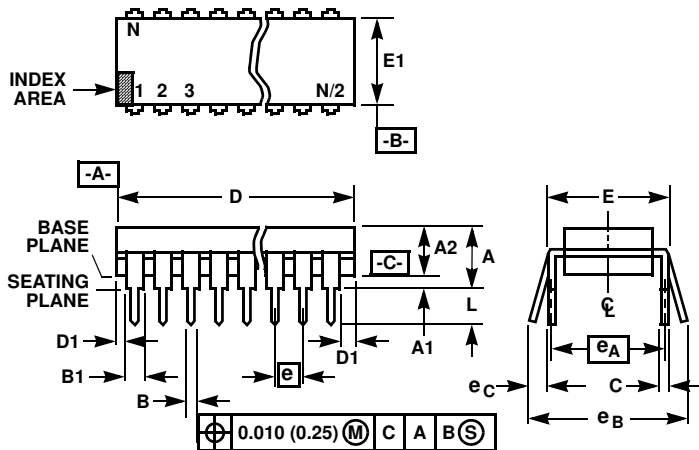 N
E1
INDEX
AREA
1 2 3 N/2
-B-
-A-
D
E
BASE
PLANE
A2
A
-C-
SEATING
PLANE
L
℄
eA
D1
A1
D1
B1
e
eC
C
B
eB
⌖ 0.010 (0.25) Ⓜ C A B Ⓢ